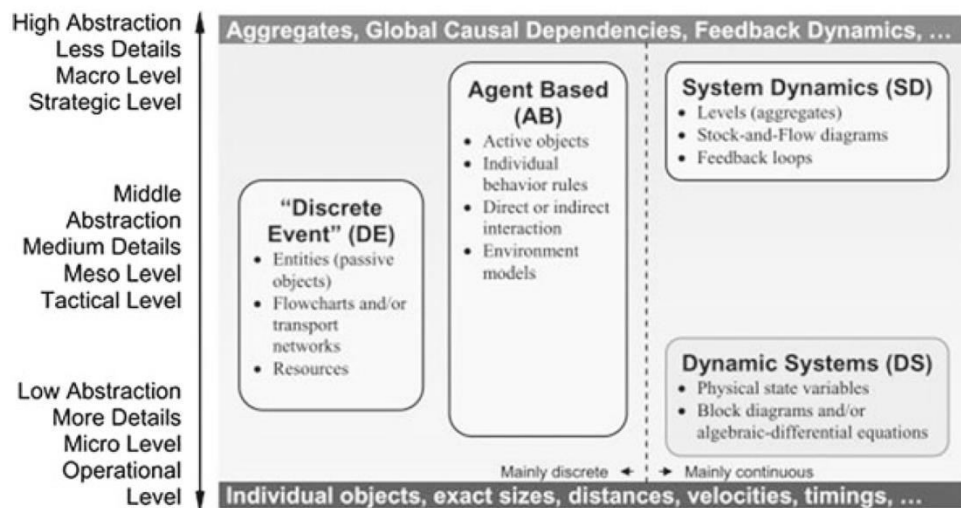 High Abstraction
Less Details
Macro Level
Strategic Level
Middle
Abstraction
Medium Details
Meso Level
Tactical Level
Low Abstraction
More Details
Micro Level
Operational
Level
Aggregates, Global Causal Dependencies, Feedback Dynamics, ...
"Discrete
Event" (DE)
• Entities (passive
objects)
• Flowcharts and/or
transport
networks
• Resources
Agent Based
(AB)
• Active objects
• Individual
behavior rules
• Direct or indirect
interaction
• Environment
models
System Dynamics (SD)
• Levels (aggregates)
• Stock-and-Flow diagrams
• Feedback loops
Dynamic Systems (DS)
• Physical state variables
• Block diagrams and/or
algebraic-differential equations
Mainly discrete
Mainly continuous
Individual objects, exact sizes, distances, velocities, timings, ...